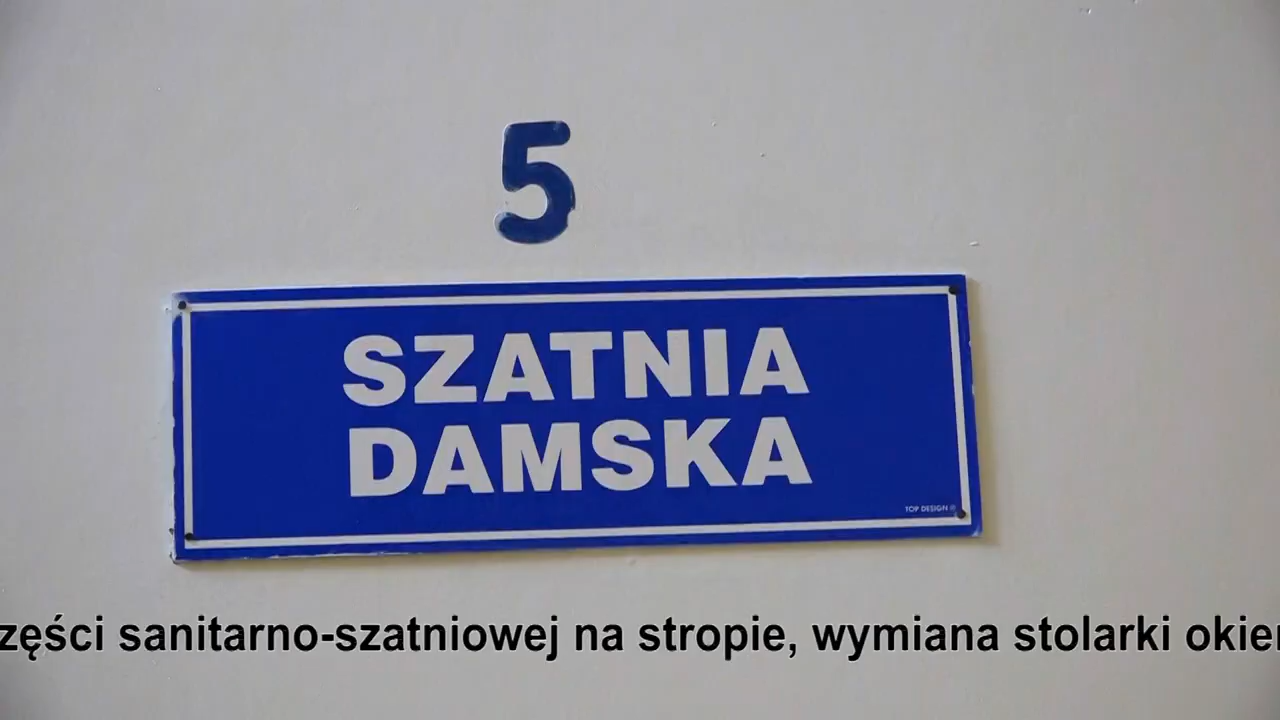 5
SZATNIA
DAMSKA
TOP DESIGN ®
zęści sanitarno-szatniowej na stropie, wymiana stolarki okien